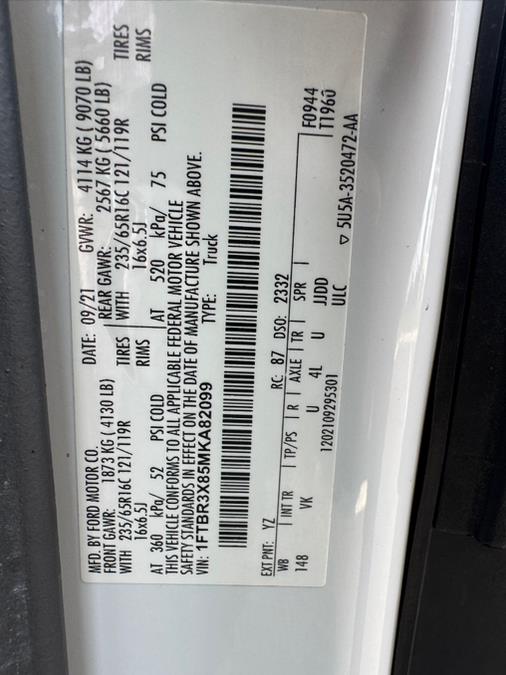 MFD. BY FORD MOTOR CO.
DATE: 09/21 GVWR: 4114 KG ( 9070 LB)
FRONT GAWR: 1873 KG ( 4130 LB)
REAR GAWR: 2567 KG ( 5660 LB)
WITH 235/65R16C 121/119R TIRES
WITH 235/65R16C 121/119R TIRES
16x6.5J RIMS
16x6.5J RIMS
AT 360 kPa/ 52 PSI COLD
AT 520 kPa/ 75 PSI COLD
THIS VEHICLE CONFORMS TO ALL APPLICABLE FEDERAL MOTOR VEHICLE
SAFETY STANDARDS IN EFFECT ON THE DATE OF MANUFACTURE SHOWN ABOVE.
VIN: 1FTBR3X85MKA82099
TYPE: Truck
EXT PNT: YZ RC: 87 DSO: 2332
WB INT TR TP/PS R AXLE TR SPR F0944
148 VK U 4L U JJDD T1960
ULC
1202109295301 5U5A-3520472-AA